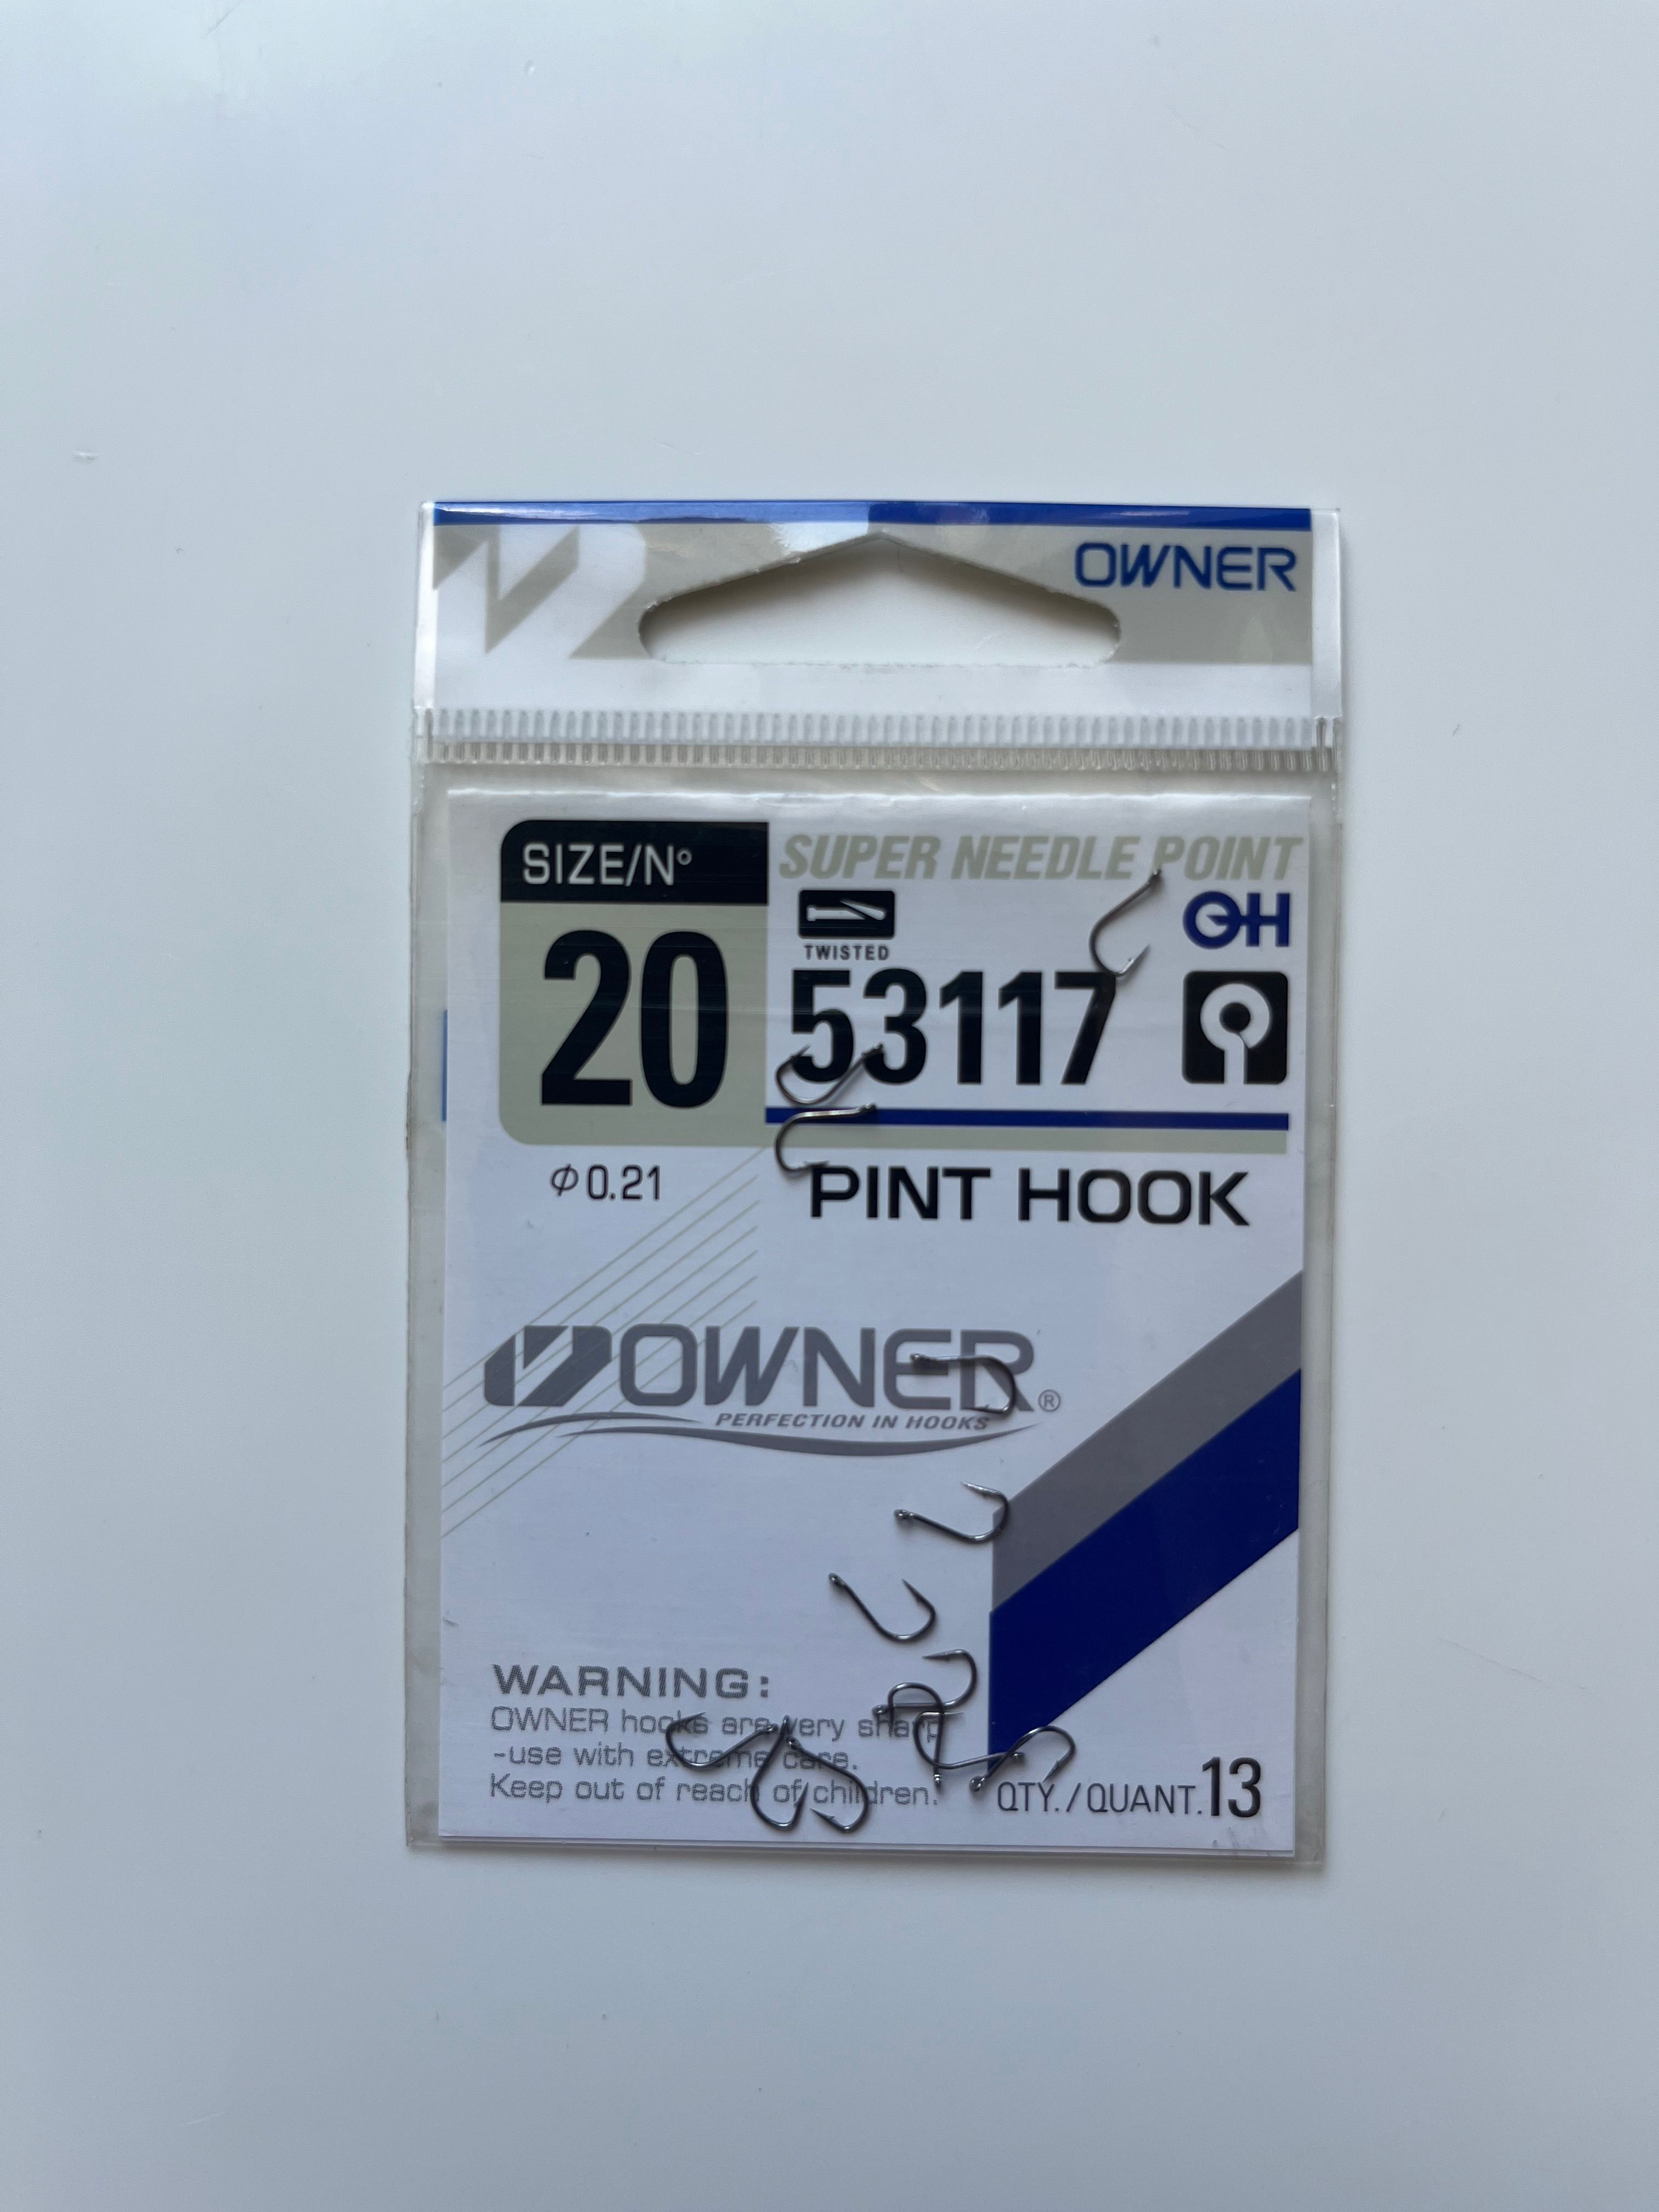 OWNER
SIZE/Nº
SUPER NEEDLE POINT
TWISTED
20
53117
Φ0.21
PINT HOOK
OWNER®
PERFECTION IN HOOKS
WARNING:
OWNER hooks are very sharp
-use with extreme care.
Keep out of reach of children.
QTY./QUANT.13